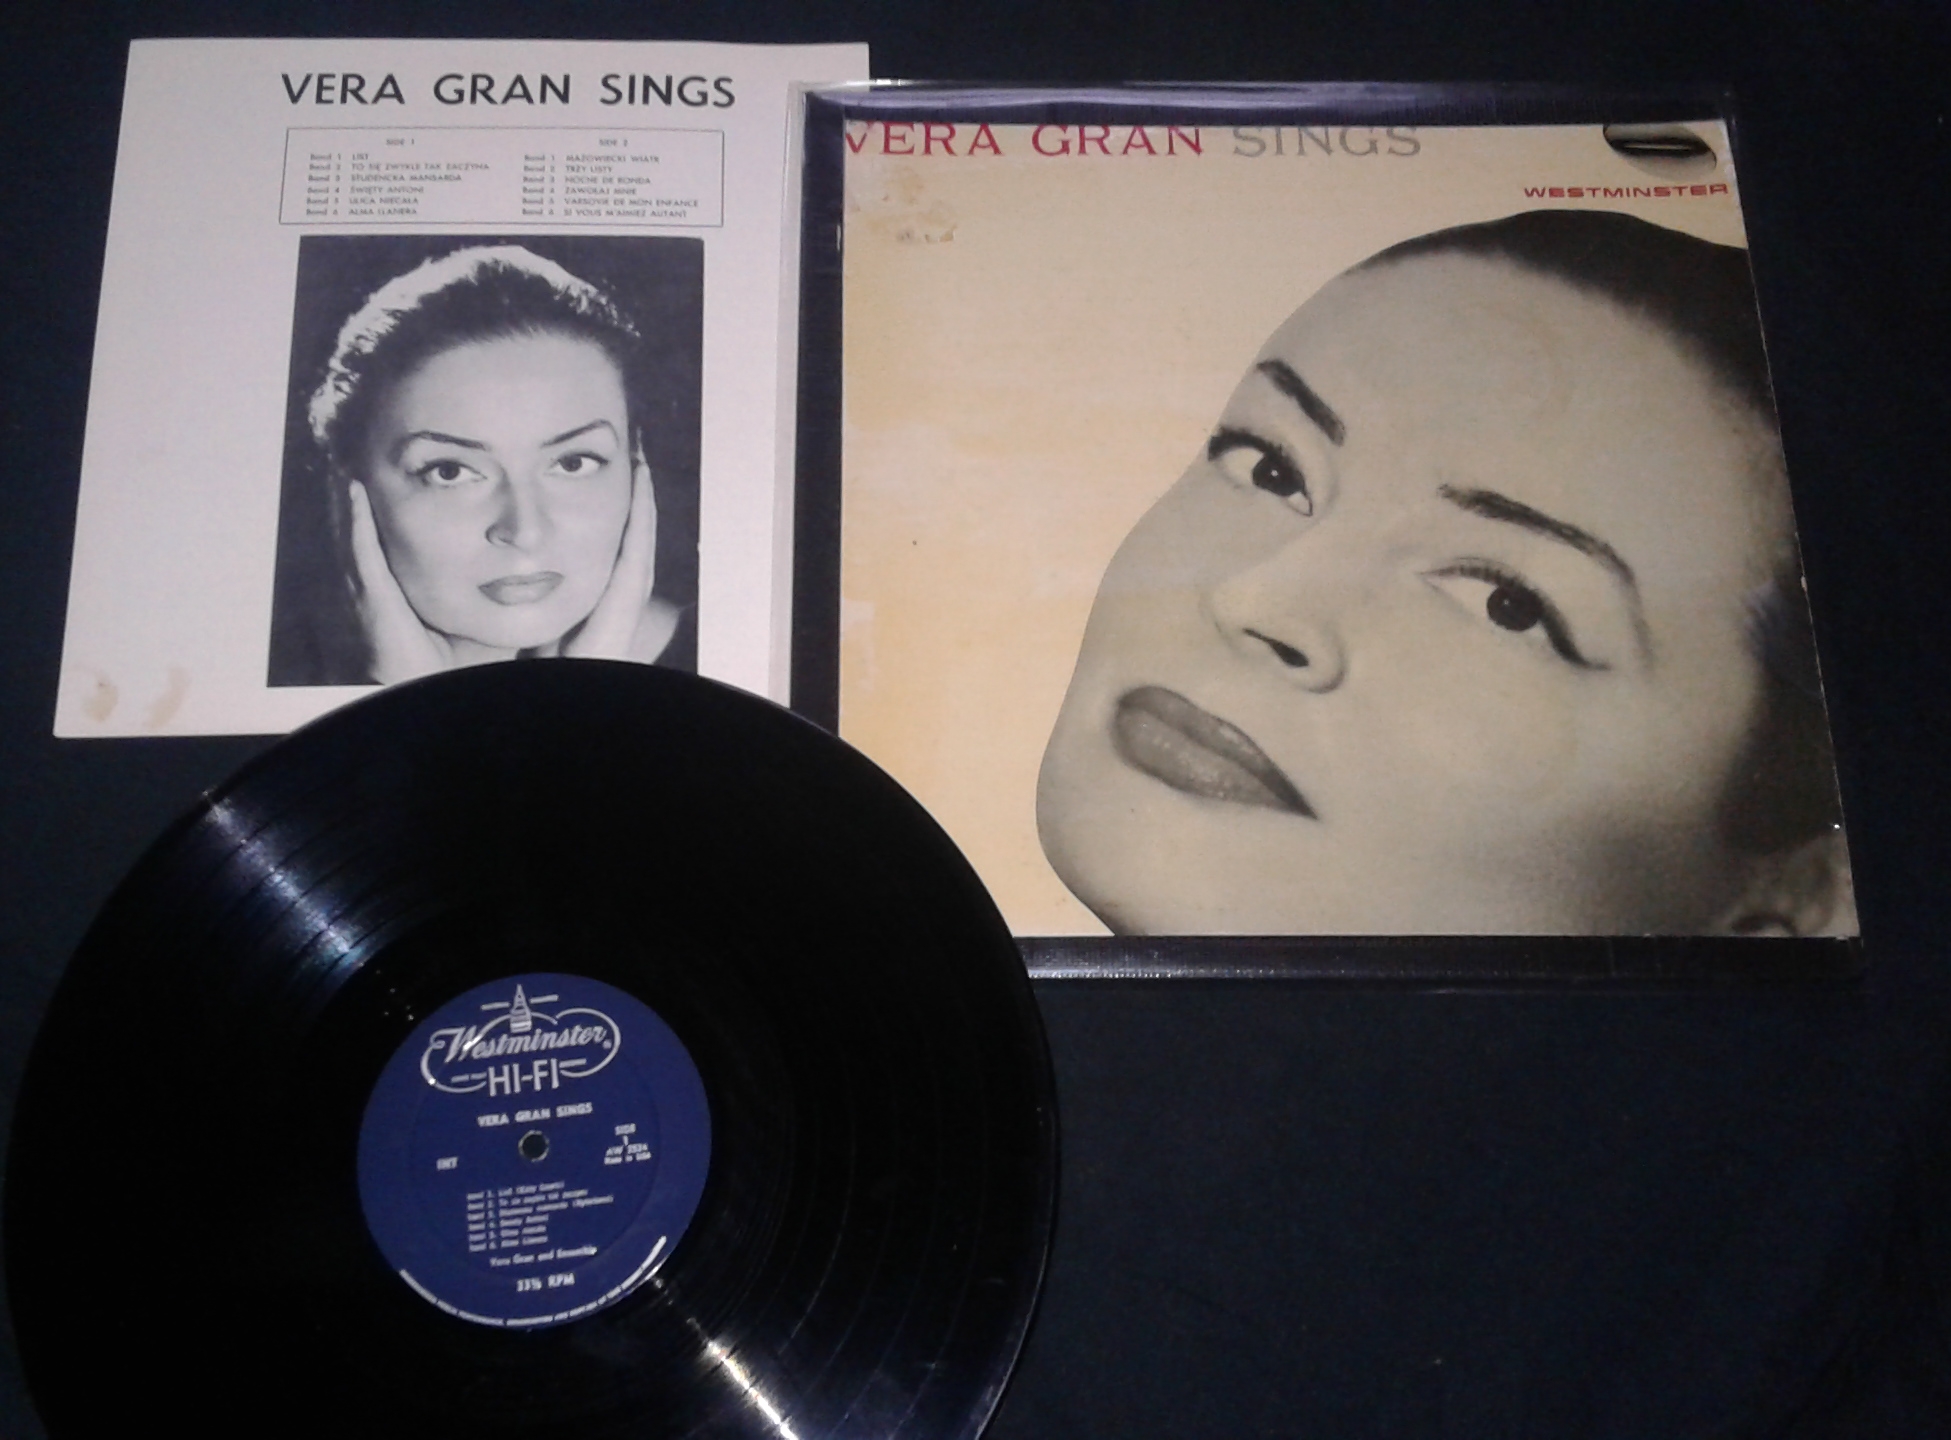 VERA GRAN SINGS
SIDE 1
Band 1 LIST
Band 2 TO SIĘ ZWYKLE TAK ZACZYNA
Band 3 STUDENCKA MANSARDA
Band 4 ŚWIĘTY ANTONI
Band 5 ULICA NIECAŁA
Band 6 ALMA LLANERA
SIDE 2
Band 1 MAZOWIECKI WIATR
Band 2 TRZY LISTY
Band 3 NOCHE DE RONDA
Band 4 ZAWOŁAJ MNIE
Band 5 VARSOVIE DE MON ENFANCE
Band 6 SI VOUS M'AIMIEZ AUTANT
VERA GRAN SINGS
WESTMINSTER
Westminster
HI-FI
VERA GRAN SINGS
SIDE
1
Made in USA
Vera Gran and Ensemble
33⅓ RPM